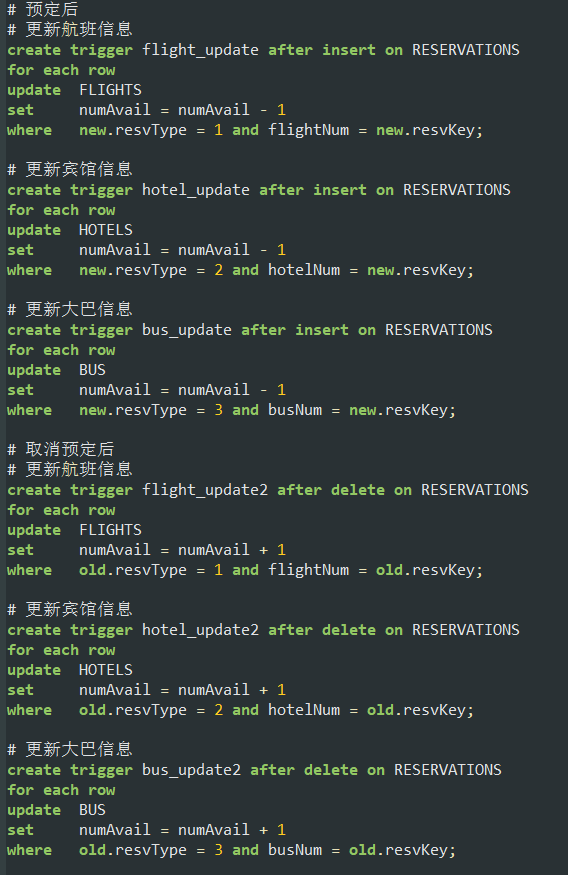 # 预定后
# 更新航班信息
create trigger flight_update after insert on RESERVATIONS
for each row
update  FLIGHTS
set     numAvail = numAvail - 1
where   new.resvType = 1 and flightNum = new.resvKey;

# 更新宾馆信息
create trigger hotel_update after insert on RESERVATIONS
for each row
update  HOTELS
set     numAvail = numAvail - 1
where   new.resvType = 2 and hotelNum = new.resvKey;

# 更新大巴信息
create trigger bus_update after insert on RESERVATIONS
for each row
update  BUS
set     numAvail = numAvail - 1
where   new.resvType = 3 and busNum = new.resvKey;

# 取消预定后
# 更新航班信息
create trigger flight_update2 after delete on RESERVATIONS
for each row
update  FLIGHTS
set     numAvail = numAvail + 1
where   old.resvType = 1 and flightNum = old.resvKey;

# 更新宾馆信息
create trigger hotel_update2 after delete on RESERVATIONS
for each row
update  HOTELS
set     numAvail = numAvail + 1
where   old.resvType = 2 and hotelNum = old.resvKey;

# 更新大巴信息
create trigger bus_update2 after delete on RESERVATIONS
for each row
update  BUS
set     numAvail = numAvail + 1
where   old.resvType = 3 and busNum = old.resvKey;